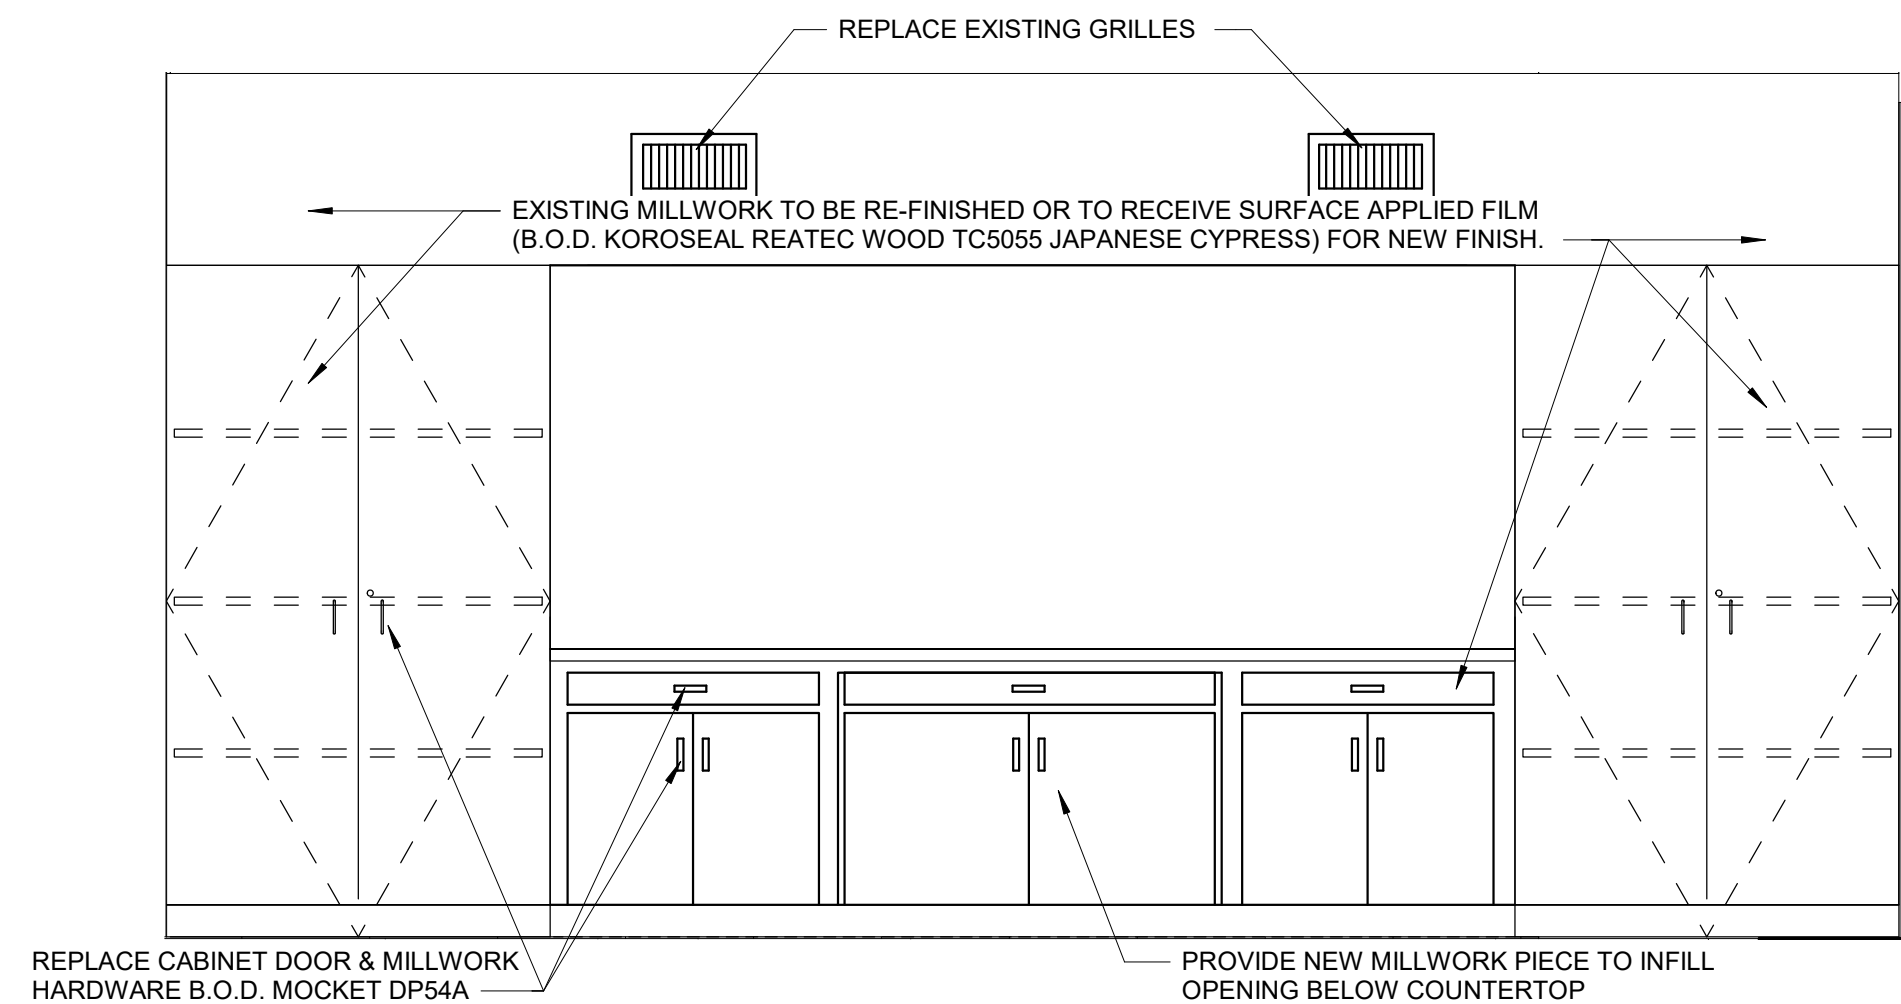 REPLACE EXISTING GRILLES
EXISTING MILLWORK TO BE RE-FINISHED OR TO RECEIVE SURFACE APPLIED FILM
(B.O.D. KOROSEAL REATEC WOOD TC5055 JAPANESE CYPRESS) FOR NEW FINISH.
REPLACE CABINET DOOR & MILLWORK
HARDWARE B.O.D. MOCKET DP54A
PROVIDE NEW MILLWORK PIECE TO INFILL
OPENING BELOW COUNTERTOP